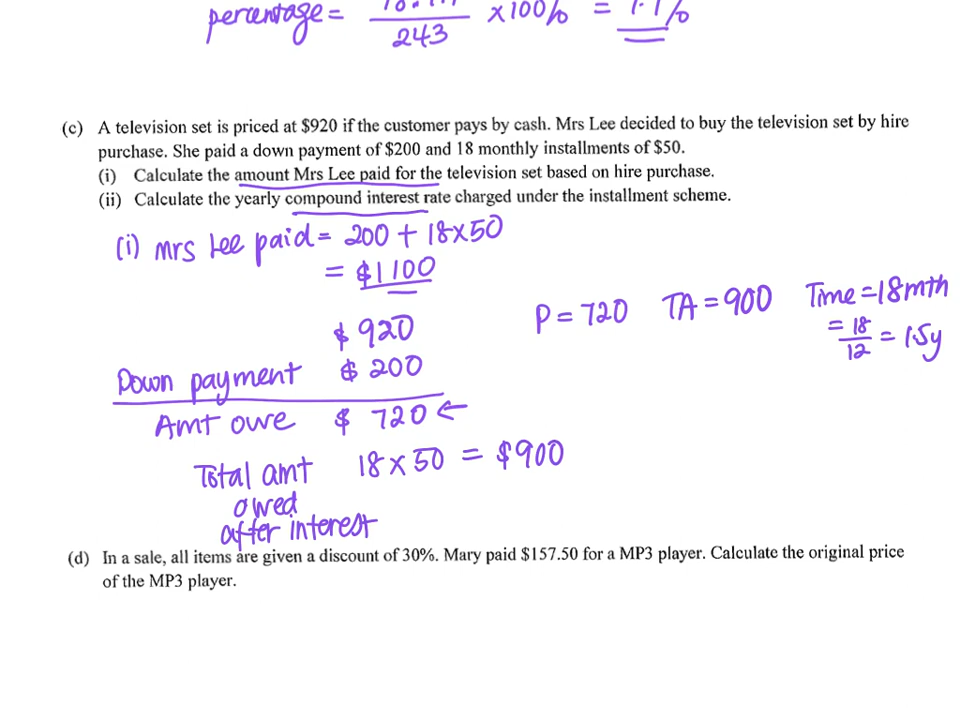 percentage = ×100% =
243
(c) A television set is priced at $920 if the customer pays by cash. Mrs Lee decided to buy the television set by hire
purchase. She paid a down payment of $200 and 18 monthly installments of $50.
(i) Calculate the amount Mrs Lee paid for the television set based on hire purchase.
(ii) Calculate the yearly compound interest rate charged under the installment scheme.
(i) Mrs Lee paid = 200 + 18×50
= $1100
P = 720 TA = 900 Time = 18mth
= 18/12 = 1.5y
$ 920
Down payment $ 200
Amt owe $ 720 ←
Total amt 18 × 50 = $900
owed
after interest
(d) In a sale, all items are given a discount of 30%. Mary paid $157.50 for a MP3 player. Calculate the original price
of the MP3 player.